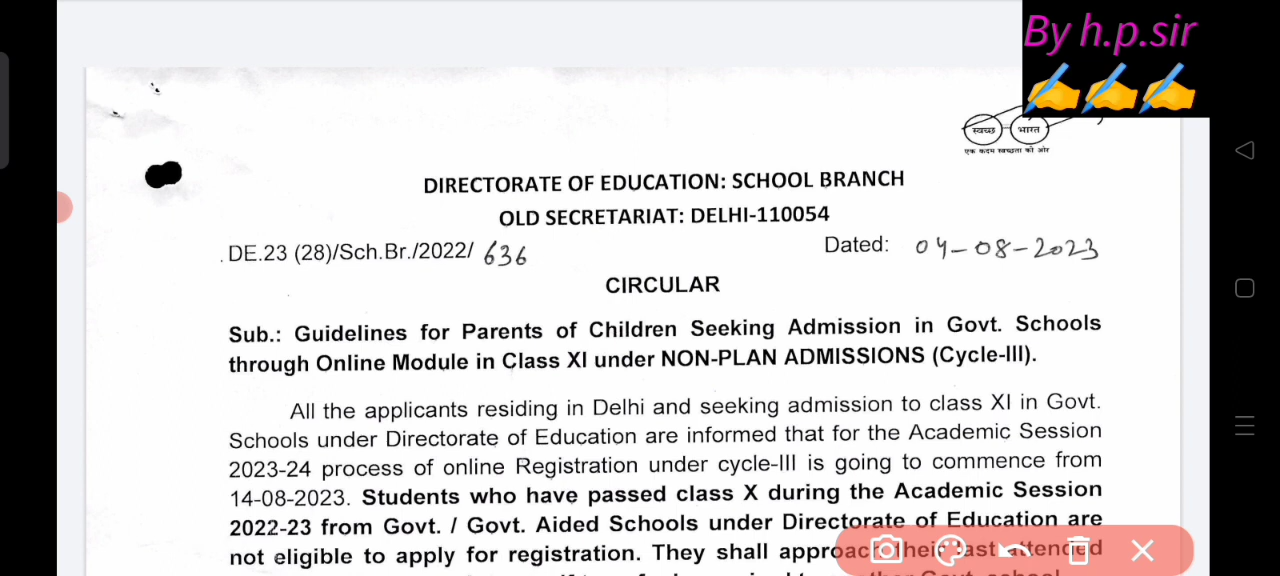 By h.p.sir
स्वच्छ भारत
एक कदम स्वच्छता की ओर
DIRECTORATE OF EDUCATION: SCHOOL BRANCH
OLD SECRETARIAT: DELHI-110054
DE.23 (28)/Sch.Br./2022/ 636 Dated: 04-08-2023
CIRCULAR
Sub.: Guidelines for Parents of Children Seeking Admission in Govt. Schools
through Online Module in Class XI under NON-PLAN ADMISSIONS (Cycle-III).
All the applicants residing in Delhi and seeking admission to class XI in Govt.
Schools under Directorate of Education are informed that for the Academic Session
2023-24 process of online Registration under cycle-III is going to commence from
14-08-2023. Students who have passed class X during the Academic Session
2022-23 from Govt. / Govt. Aided Schools under Directorate of Education are
not eligible to apply for registration. They shall approach their last attended